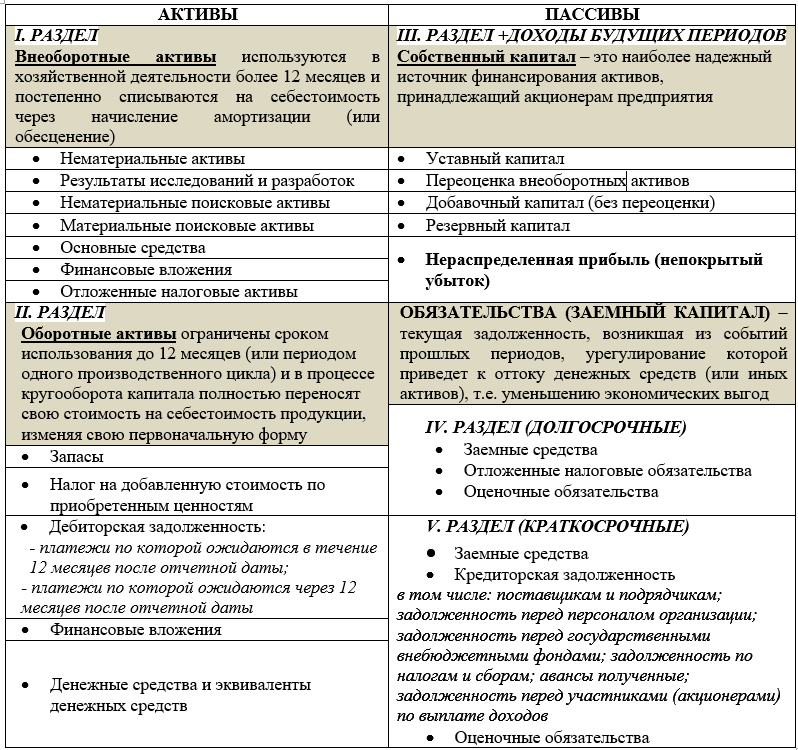 АКТИВЫ
I. РАЗДЕЛ
Внеоборотные активы используются в
хозяйственной деятельности более 12 месяцев и
постепенно списываются на себестоимость
через начисление амортизации (или
обесценение)
• Нематериальные активы
• Результаты исследований и разработок
• Нематериальные поисковые активы
• Материальные поисковые активы
• Основные средства
• Финансовые вложения
• Отложенные налоговые активы
II. РАЗДЕЛ
Оборотные активы ограничены сроком
использования до 12 месяцев (или периодом
одного производственного цикла) и в процессе
кругооборота капитала полностью переносят
свою стоимость на себестоимость продукции,
изменяя свою первоначальную форму
• Запасы
• Налог на добавленную стоимость по
приобретенным ценностям
• Дебиторская задолженность:
- платежи по которой ожидаются в течение
12 месяцев после отчетной даты;
- платежи по которой ожидаются через 12
месяцев после отчетной даты
• Финансовые вложения
• Денежные средства и эквиваленты
денежных средств
ПАССИВЫ
III. РАЗДЕЛ +ДОХОДЫ БУДУЩИХ ПЕРИОДОВ
Собственный капитал – это наиболее надежный
источник финансирования активов,
принадлежащий акционерам предприятия
• Уставный капитал
• Переоценка внеоборотных активов
• Добавочный капитал (без переоценки)
• Резервный капитал
• Нераспределенная прибыль (непокрытый
убыток)
ОБЯЗАТЕЛЬСТВА (ЗАЕМНЫЙ КАПИТАЛ) –
текущая задолженность, возникшая из событий
прошлых периодов, урегулирование которой
приведет к оттоку денежных средств (или иных
активов), т.е. уменьшению экономических выгод
IV. РАЗДЕЛ (ДОЛГОСРОЧНЫЕ)
• Заемные средства
• Отложенные налоговые обязательства
• Оценочные обязательства
V. РАЗДЕЛ (КРАТКОСРОЧНЫЕ)
• Заемные средства
• Кредиторская задолженность
в том числе: поставщикам и подрядчикам;
задолженность перед персоналом организации;
задолженность перед государственными
внебюджетными фондами; задолженность по
налогам и сборам; авансы полученные;
задолженность перед участниками (акционерами)
по выплате доходов
• Оценочные обязательства